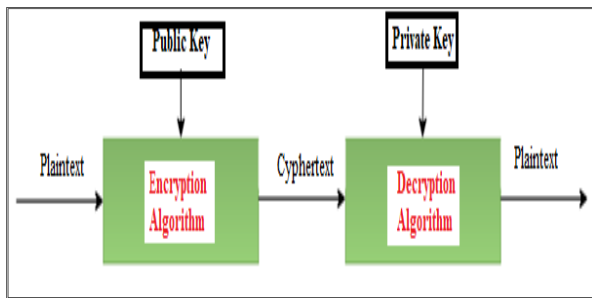 Public Key
Private Key
Plaintext
Encryption
Algorithm
Cyphertext
Decryption
Algorithm
Plaintext